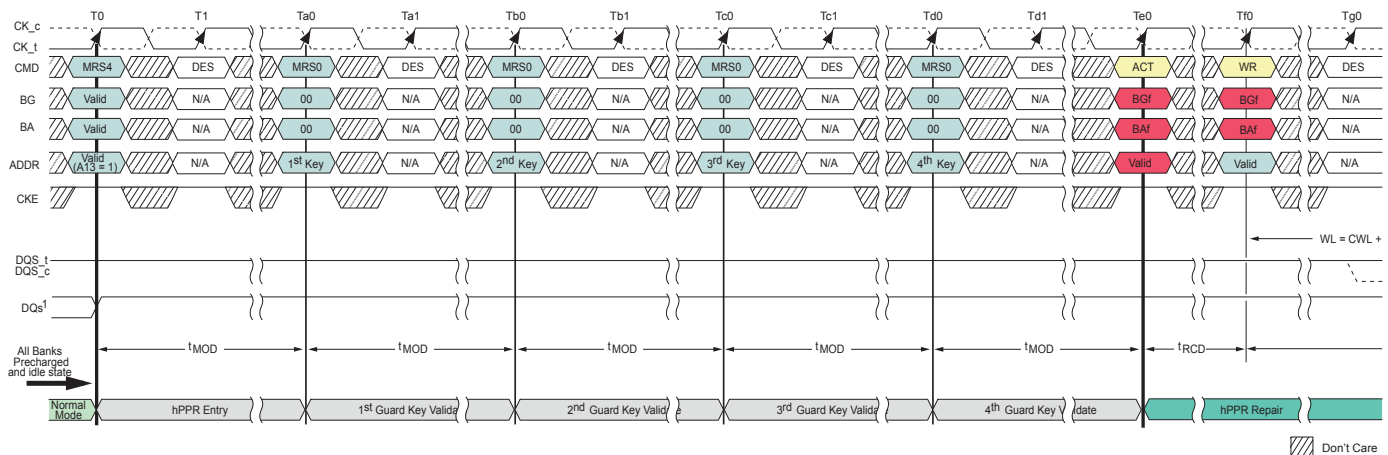 T0 T1 Ta0 Ta1 Tb0 Tb1 Tc0 Tc1 Td0 Td1 Te0 Tf0 Tg0
CK_c
CK_t
CMD MRS4 DES MRS0 DES MRS0 DES MRS0 DES MRS0 DES ACT WR DES
BG Valid N/A 00 N/A 00 N/A 00 N/A 00 N/A BGf BGf N/A
BA Valid N/A 00 N/A 00 N/A 00 N/A 00 N/A BAf BAf N/A
ADDR Valid (A13 = 1) N/A 1st Key N/A 2nd Key N/A 3rd Key N/A 4th Key N/A Valid Valid N/A
CKE
WL = CWL +
DQS_t
DQS_c
DQs1
tMOD tMOD tMOD tMOD tMOD tRCD
All Banks
Precharged
and idle state
Normal Mode hPPR Entry 1st Guard Key Valida 2nd Guard Key Valid e 3rd Guard Key Valida 4th Guard Key V idate hPPR Repair
Don't Care